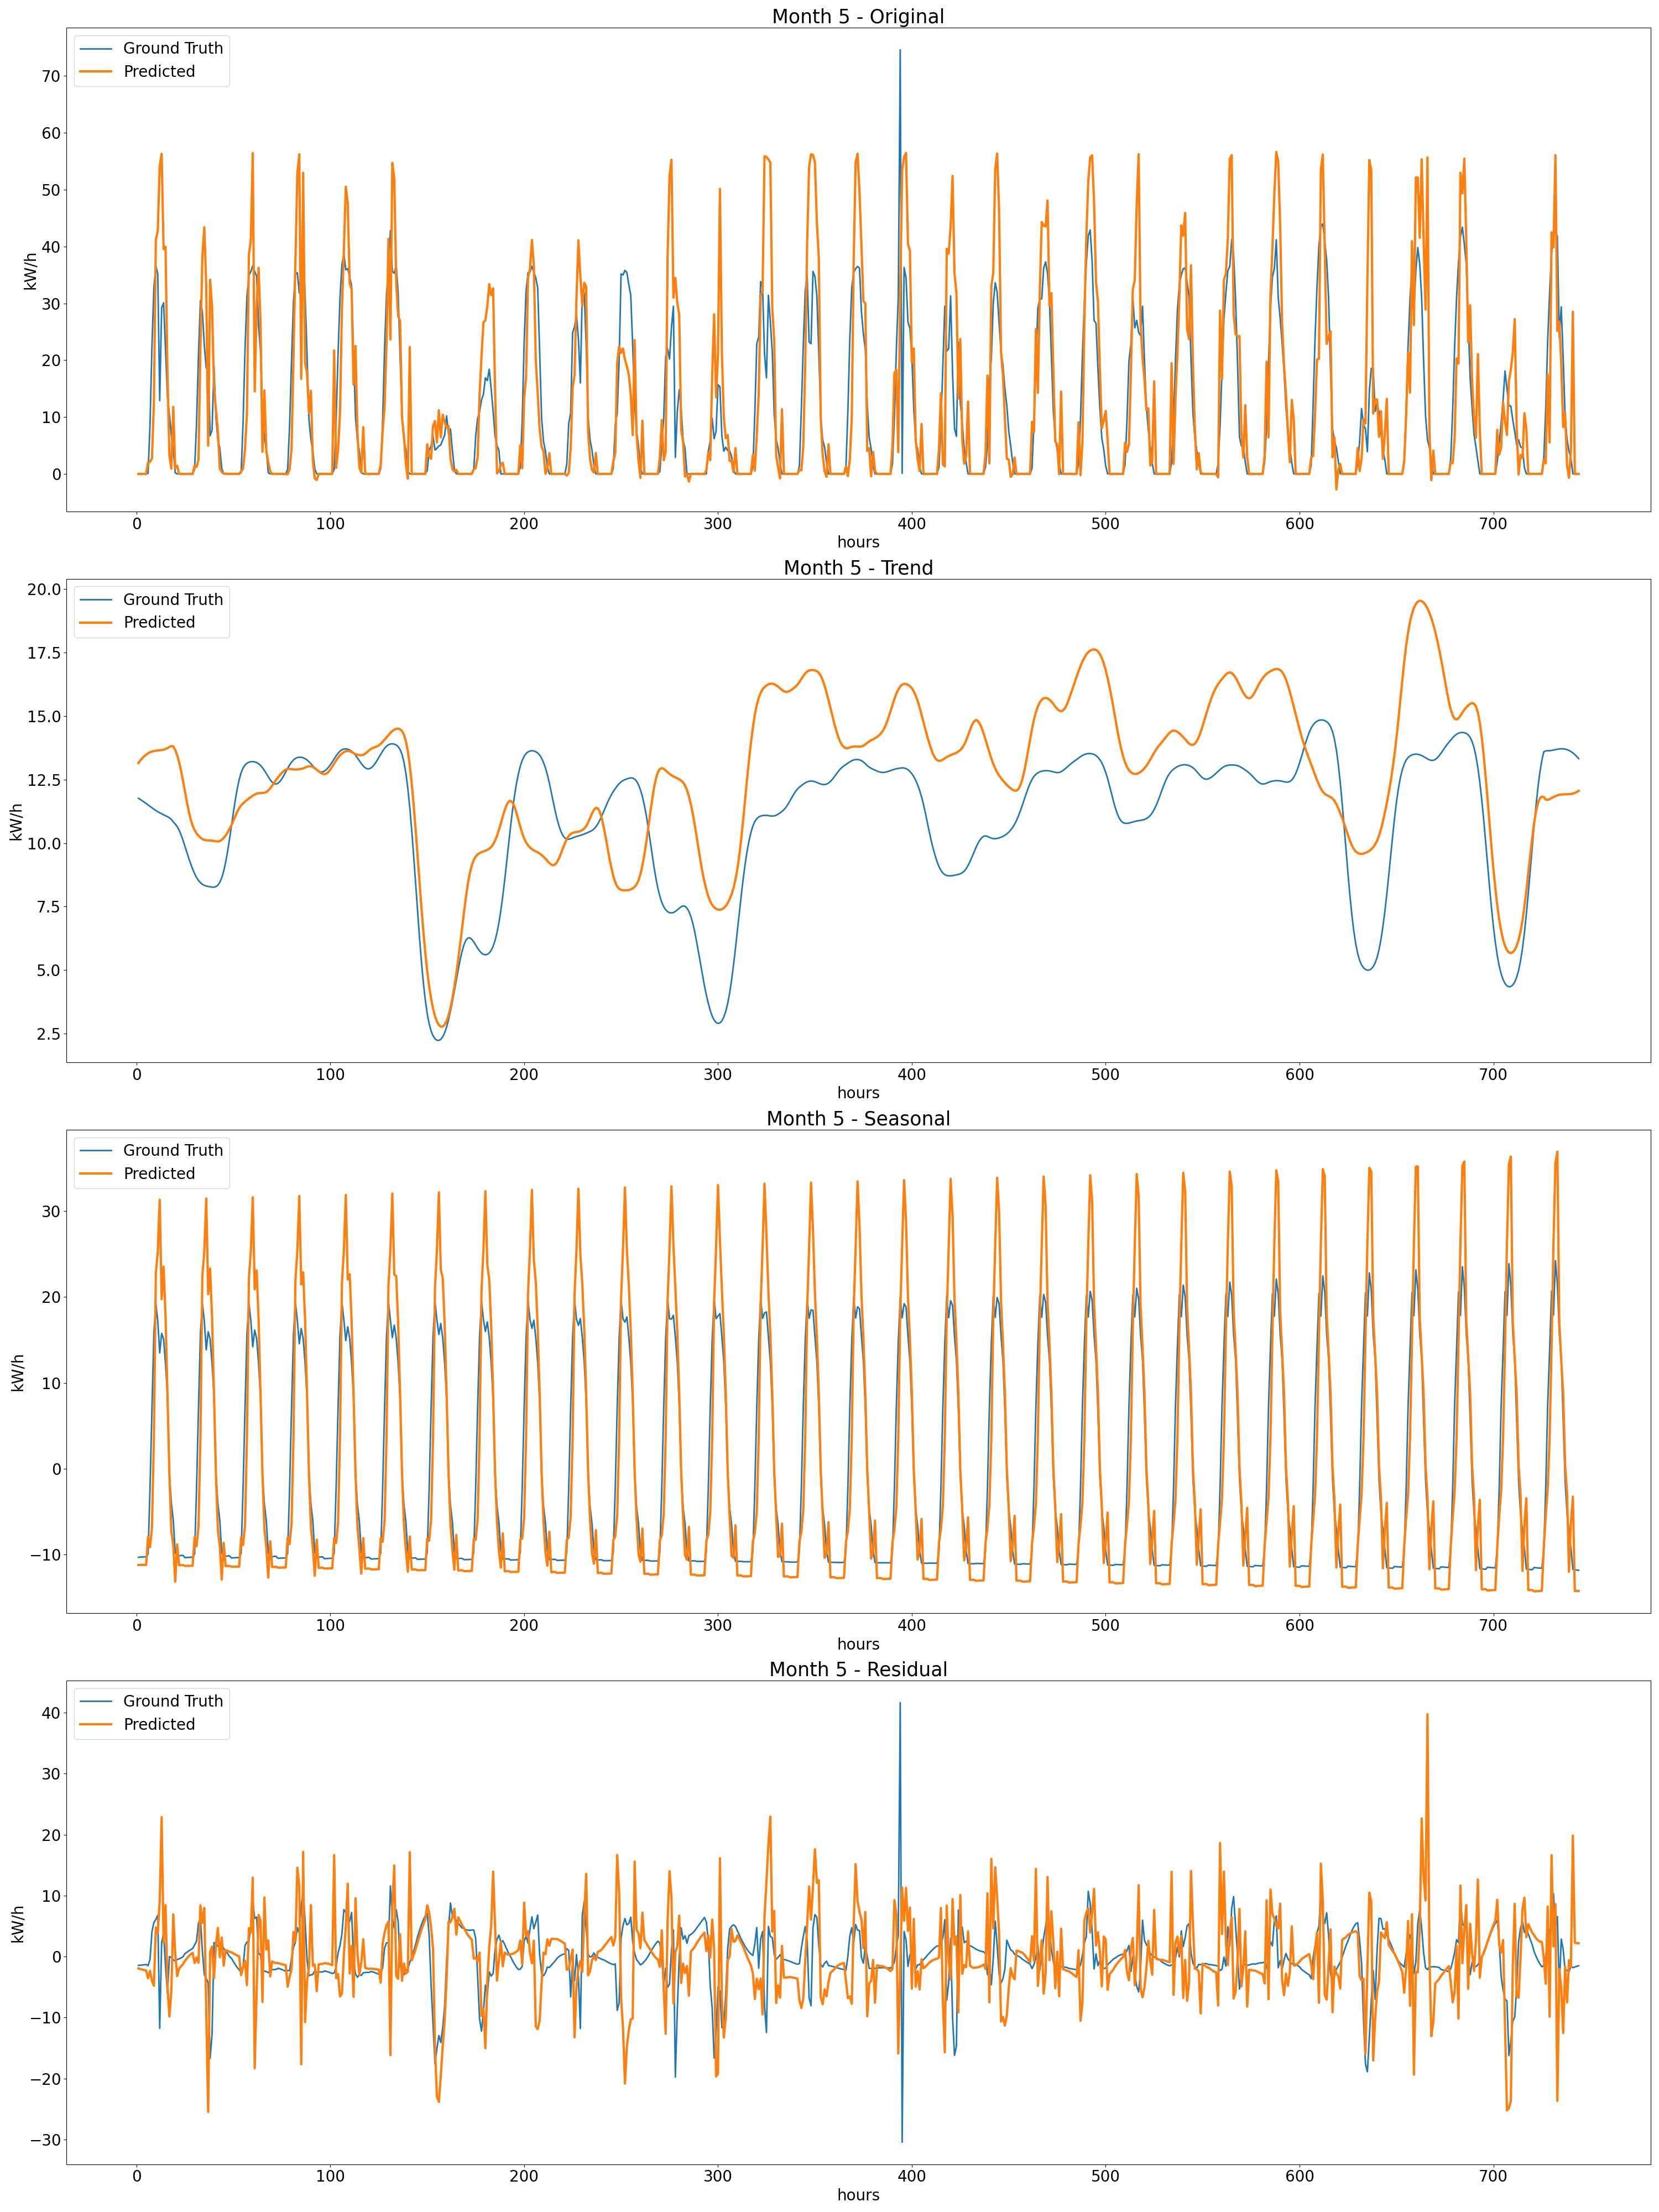 Month 5 - Original
Ground Truth
Predicted
kW/h
70
60
50
40
30
20
10
0
0 100 200 300 400 500 600 700
hours
Month 5 - Trend
Ground Truth
Predicted
kW/h
20.0
17.5
15.0
12.5
10.0
7.5
5.0
2.5
0 100 200 300 400 500 600 700
hours
Month 5 - Seasonal
Ground Truth
Predicted
kW/h
30
20
10
0
−10
0 100 200 300 400 500 600 700
hours
Month 5 - Residual
Ground Truth
Predicted
kW/h
40
30
20
10
0
−10
−20
−30
0 100 200 300 400 500 600 700
hours